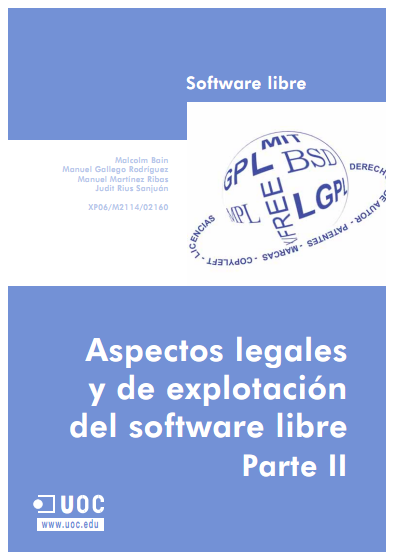 Software libre
Malcolm Bain
Manuel Gallego Rodríguez
Manuel Martínez Ribas
Judit Rius Sanjuán
XP06/M2114/02160
MIT
GPL
BSD
FREE
MPL
LGPL
LICENCIAS - COPYLEFT - MARCAS - PATENTES - DERECHOS DE AUTOR
Aspectos legales
y de explotación
del software libre
Parte II
UOC
www.uoc.edu